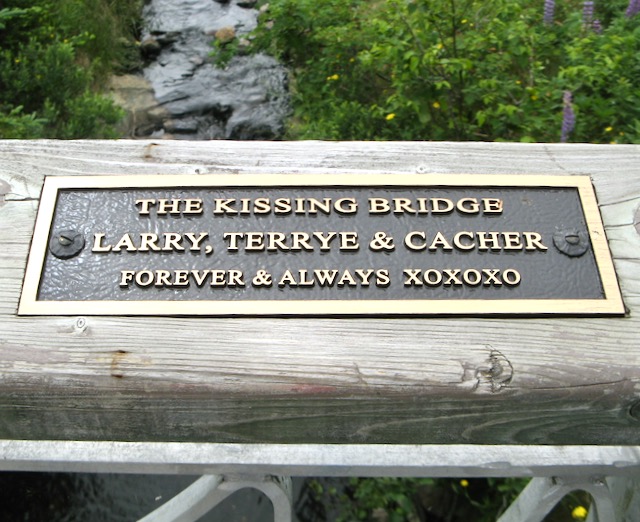 THE KISSING BRIDGE
LARRY, TERRYE & CACHER
FOREVER & ALWAYS XOXOXO